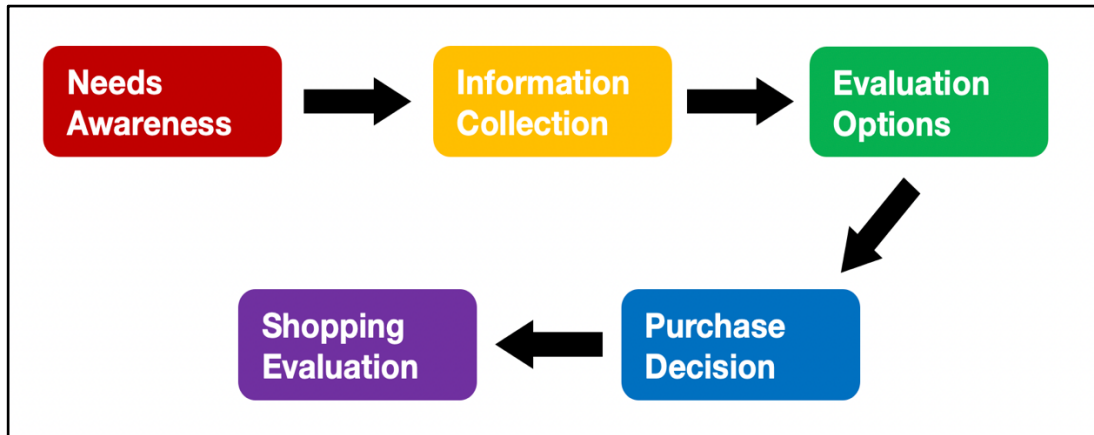 Needs
Awareness
Information
Collection
Evaluation
Options
Purchase
Decision
Shopping
Evaluation